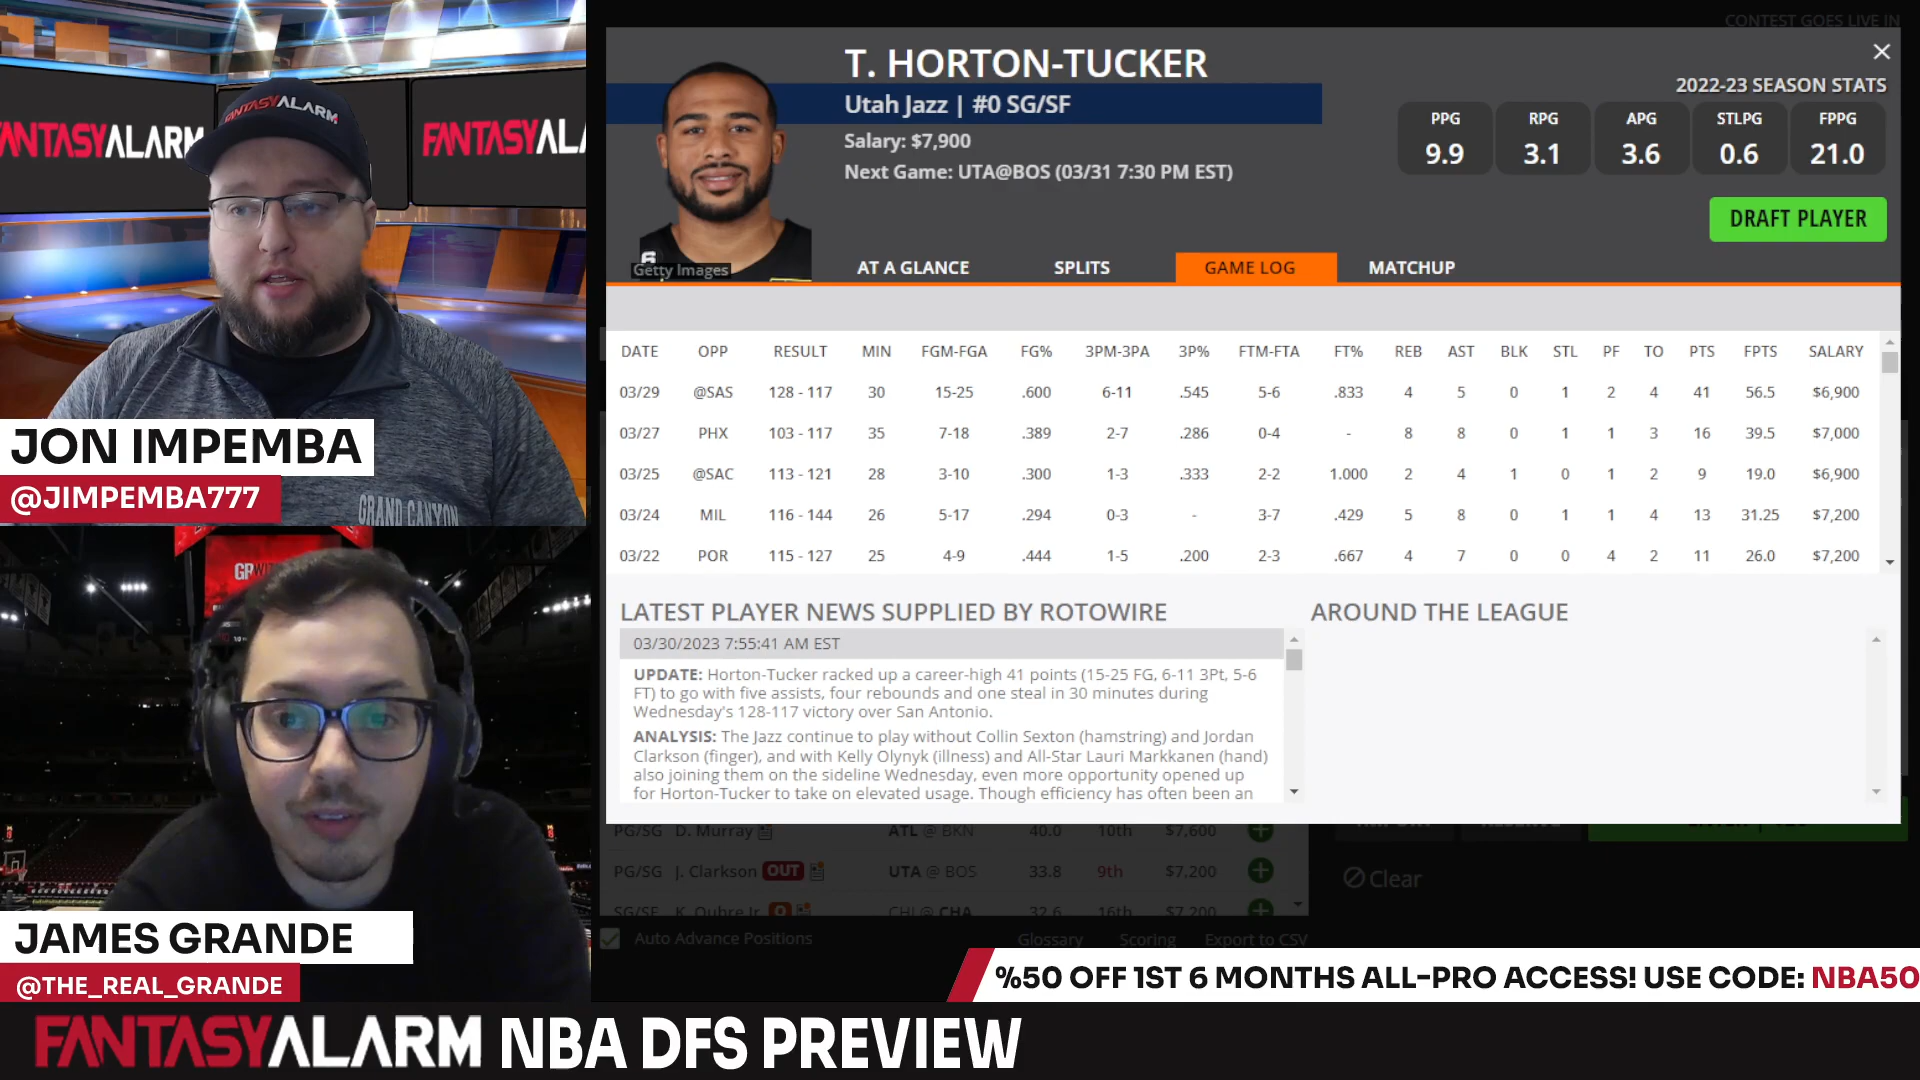 CONTEST GOES LIVE IN
FANTASYALARM
FANTASYALARM
FANTASYAL
GRAND CANYON
JON IMPEMBA
@JIMPEMBA777
JAMES GRANDE
@THE_REAL_GRANDE
T. HORTON-TUCKER
Utah Jazz | #0 SG/SF
Salary: $7,900
Next Game: UTA@BOS (03/31 7:30 PM EST)
Getty Images
2022-23 SEASON STATS
PPG RPG APG STLPG FPPG
9.9 3.1 3.6 0.6 21.0
DRAFT PLAYER
AT A GLANCE SPLITS GAME LOG MATCHUP
DATE OPP RESULT MIN FGM-FGA FG% 3PM-3PA 3P% FTM-FTA FT% REB AST BLK STL PF TO PTS FPTS SALARY
03/29 @SAS 128 - 117 30 15-25 .600 6-11 .545 5-6 .833 4 5 0 1 2 4 41 56.5 $6,900
03/27 PHX 103 - 117 35 7-18 .389 2-7 .286 0-4 - 8 8 0 1 1 3 16 39.5 $7,000
03/25 @SAC 113 - 121 28 3-10 .300 1-3 .333 2-2 1.000 2 4 1 0 1 2 9 19.0 $6,900
03/24 MIL 116 - 144 26 5-17 .294 0-3 - 3-7 .429 5 8 0 1 1 4 13 31.25 $7,200
03/22 POR 115 - 127 25 4-9 .444 1-5 .200 2-3 .667 4 7 0 0 4 2 11 26.0 $7,200
LATEST PLAYER NEWS SUPPLIED BY ROTOWIRE
03/30/2023 7:55:41 AM EST
UPDATE: Horton-Tucker racked up a career-high 41 points (15-25 FG, 6-11 3Pt, 5-6
FT) to go with five assists, four rebounds and one steal in 30 minutes during
Wednesday's 128-117 victory over San Antonio.
ANALYSIS: The Jazz continue to play without Collin Sexton (hamstring) and Jordan
Clarkson (finger), and with Kelly Olynyk (illness) and All-Star Lauri Markkanen (hand)
also joining them on the sideline Wednesday, even more opportunity opened up
for Horton-Tucker to take on elevated usage. Though efficiency has often been an
AROUND THE LEAGUE
PG/SG D. Murray ATL @ BKN 40.0 10th $7,600
PG/SG J. Clarkson OUT UTA @ BOS 33.8 9th $7,200
SG/SF K. Oubre Jr. Q CHI @ CHA 32.6 16th $7,200
Clear
Auto Advance Positions Glossary Scoring Export to CSV
%50 OFF 1ST 6 MONTHS ALL-PRO ACCESS! USE CODE: NBA50
FANTASYALARM NBA DFS PREVIEW